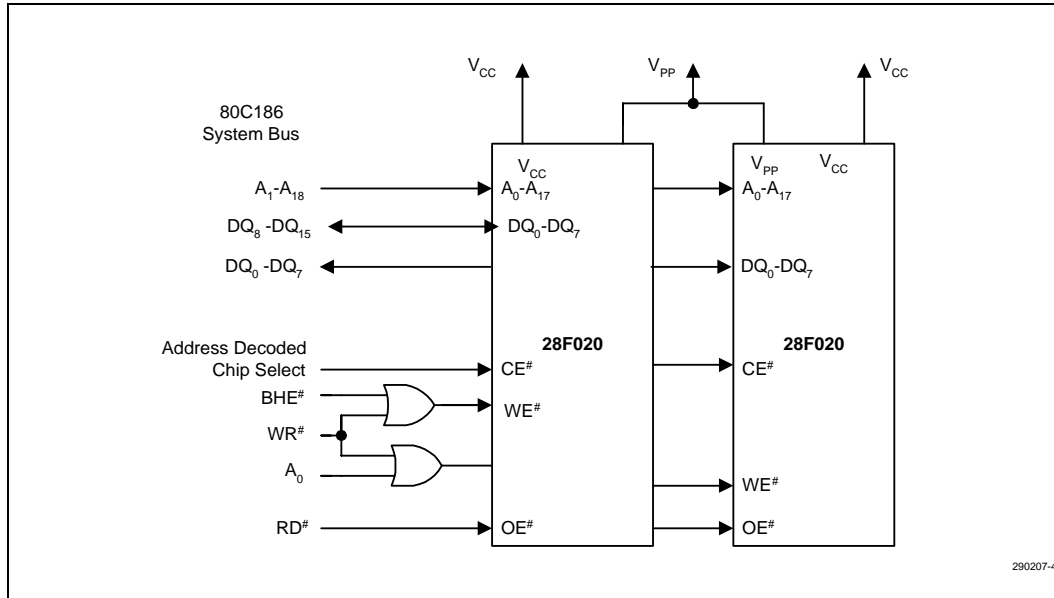 V_CC V_PP V_CC
80C186
System Bus
V_CC V_PP V_CC
A_1-A_18 A_0-A_17 A_0-A_17
DQ_8 -DQ_15 DQ_0-DQ_7
DQ_0 -DQ_7 DQ_0-DQ_7
28F020 28F020
Address Decoded
Chip Select CE# CE#
BHE# WE#
WR#
A_0 WE#
RD# OE# OE#
290207-4